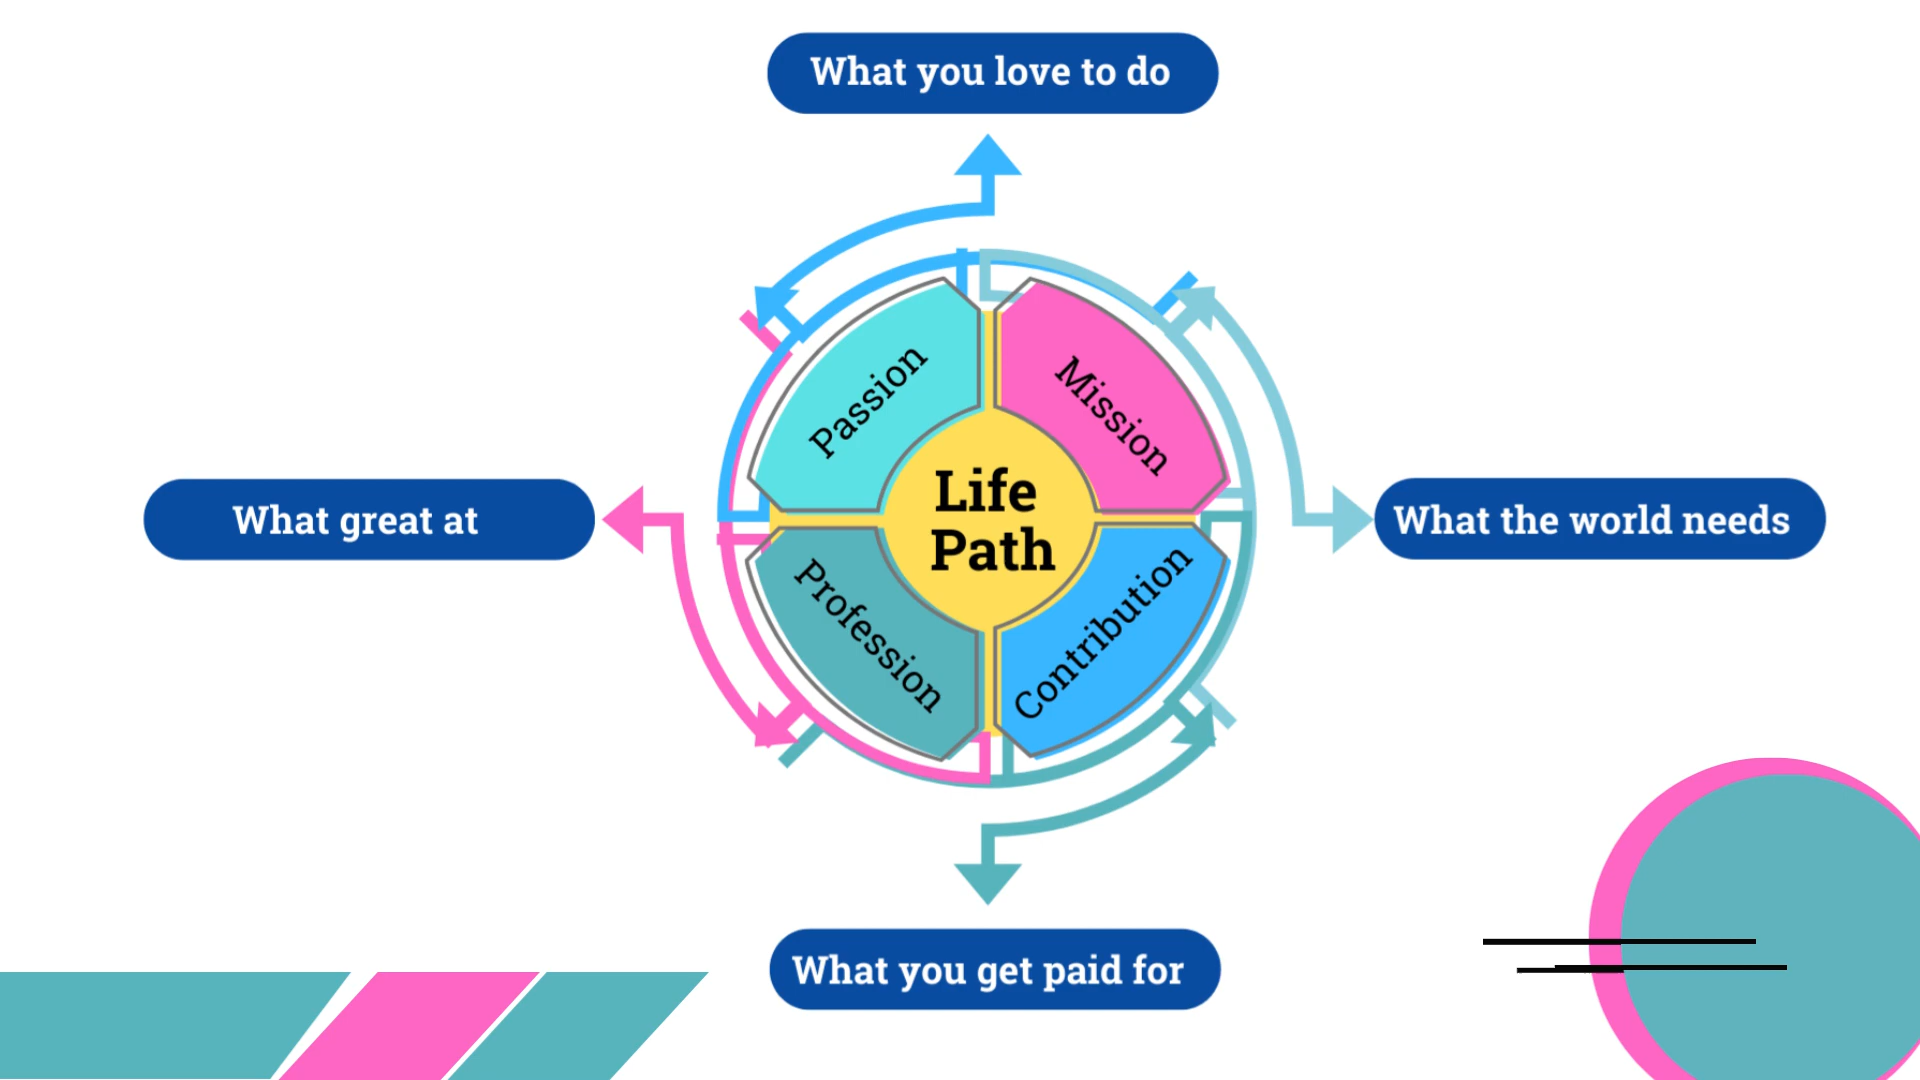 What you love to do
Passion
Mission
What great at
Life
Path
What the world needs
Profession
Contribution
What you get paid for